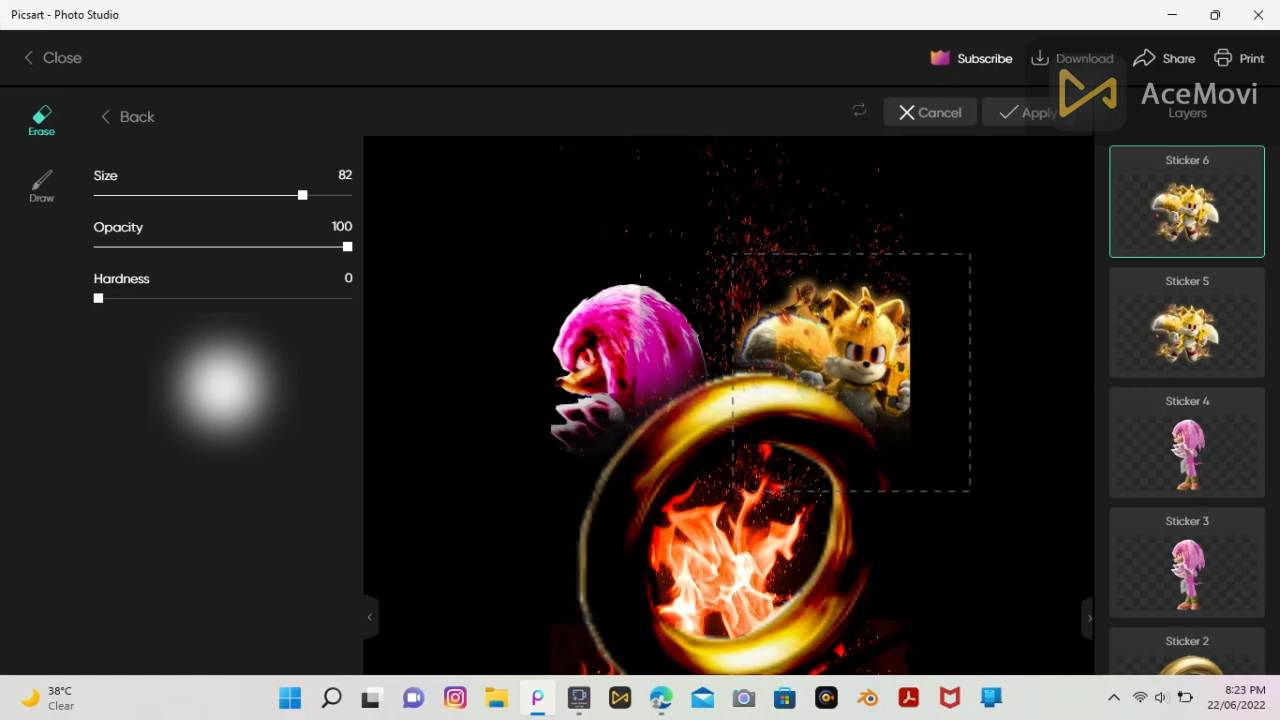 Picsart - Photo Studio
Close
Subscribe
Download
Share
Print
AceMovi
Erase
Back
Cancel
Apply
Layers
Draw
Size 82
Opacity 100
Hardness 0
Sticker 6
Sticker 5
Sticker 4
Sticker 3
Sticker 2
38°C
Clear
8:23 PM
22/06/2022